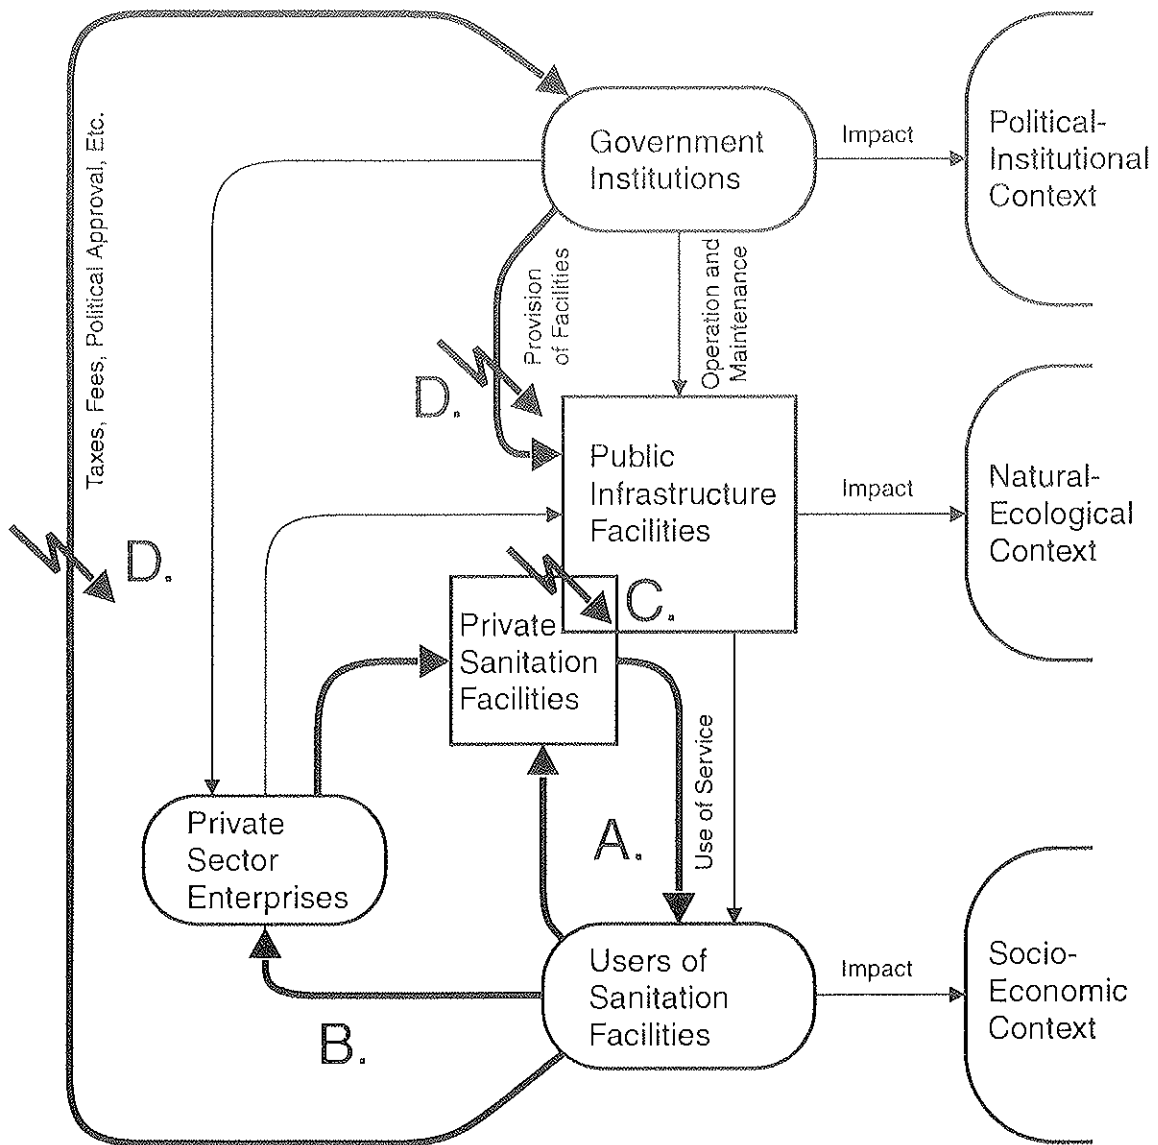 Taxes, Fees, Political Approval, Etc.
Government
Institutions
Impact
Political-
Institutional
Context
Provision
of Facilities
Operation and
Maintenance
D.
Public
Infrastructure
Facilities
Impact
Natural-
Ecological
Context
D.
C.
Private
Sanitation
Facilities
Use of Service
Private
Sector
Enterprises
A.
B.
Users of
Sanitation
Facilities
Impact
Socio-
Economic
Context